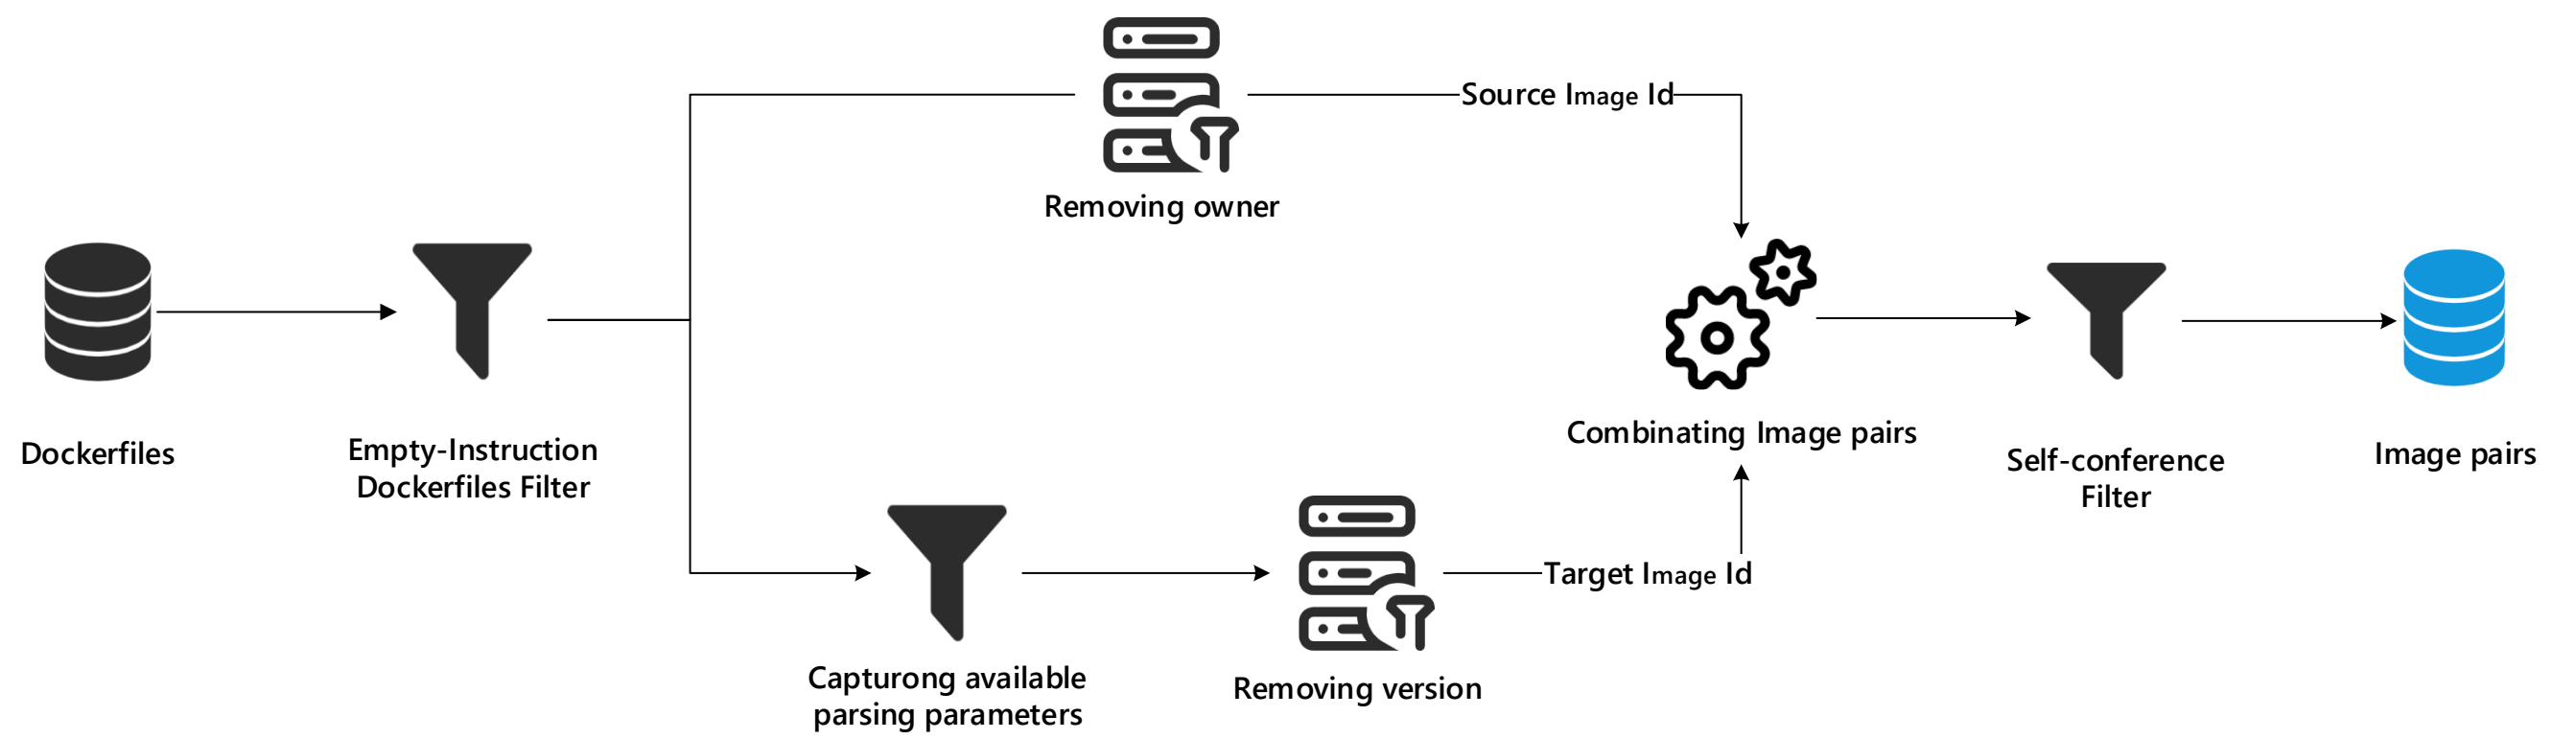 Source Image Id
Removing owner
Dockerfiles
Empty-Instruction
Dockerfiles Filter
Combinating Image pairs
Self-conference
Filter
Image pairs
Target Image Id
Capturong available
parsing parameters
Removing version